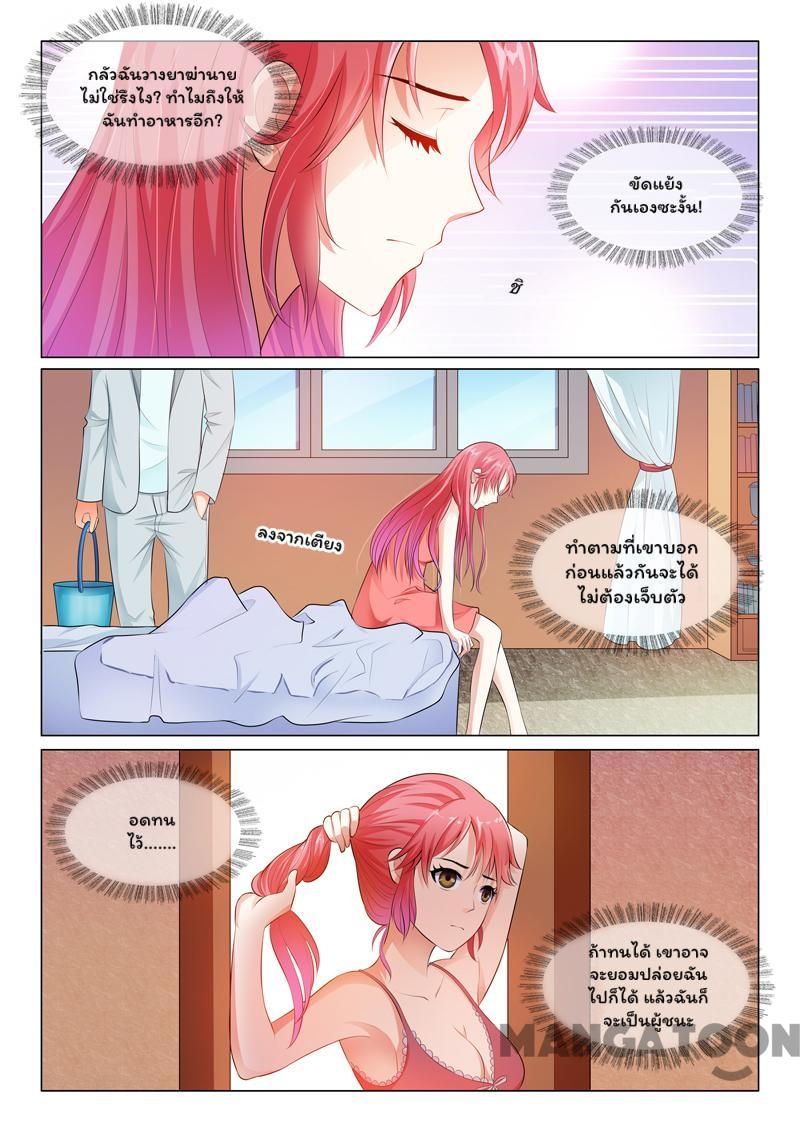 กลัวฉันวางยาฆ่านาย
ไม่ใช่รึไง? ทำไมถึงให้
ฉันทำอาหารอีก?
ขัดแย้ง
กันเองซะงั้น!
ชิ
ลงจากเตียง
ทำตามที่เขาบอก
ก่อนแล้วกันจะได้
ไม่ต้องเจ็บตัว
อดทน
ไว้.......
ถ้าทนได้ เขาอาจ
จะยอมปล่อยฉัน
ไปก็ได้ แล้วฉันก็
จะเป็นผู้ชนะ
MANGATOON